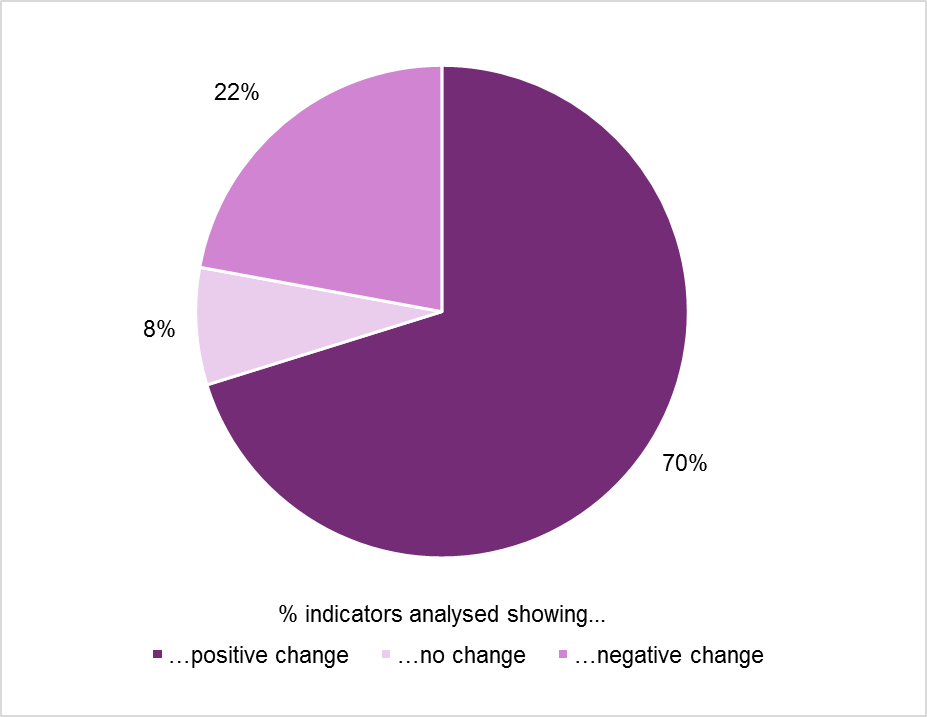 22%
8%
70%
% indicators analysed showing...
…positive change …no change …negative change